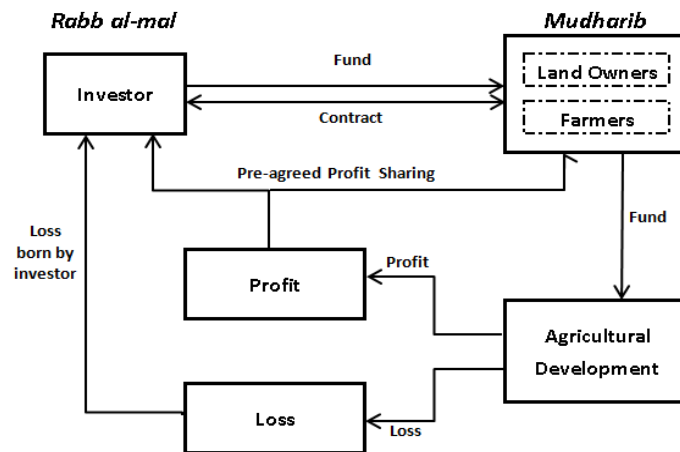 Rabb al-mal
Mudharib
Investor
Fund
Contract
Land Owners
Farmers
Pre-agreed Profit Sharing
Loss
born by
investor
Fund
Profit
Profit
Agricultural
Development
Loss
Loss